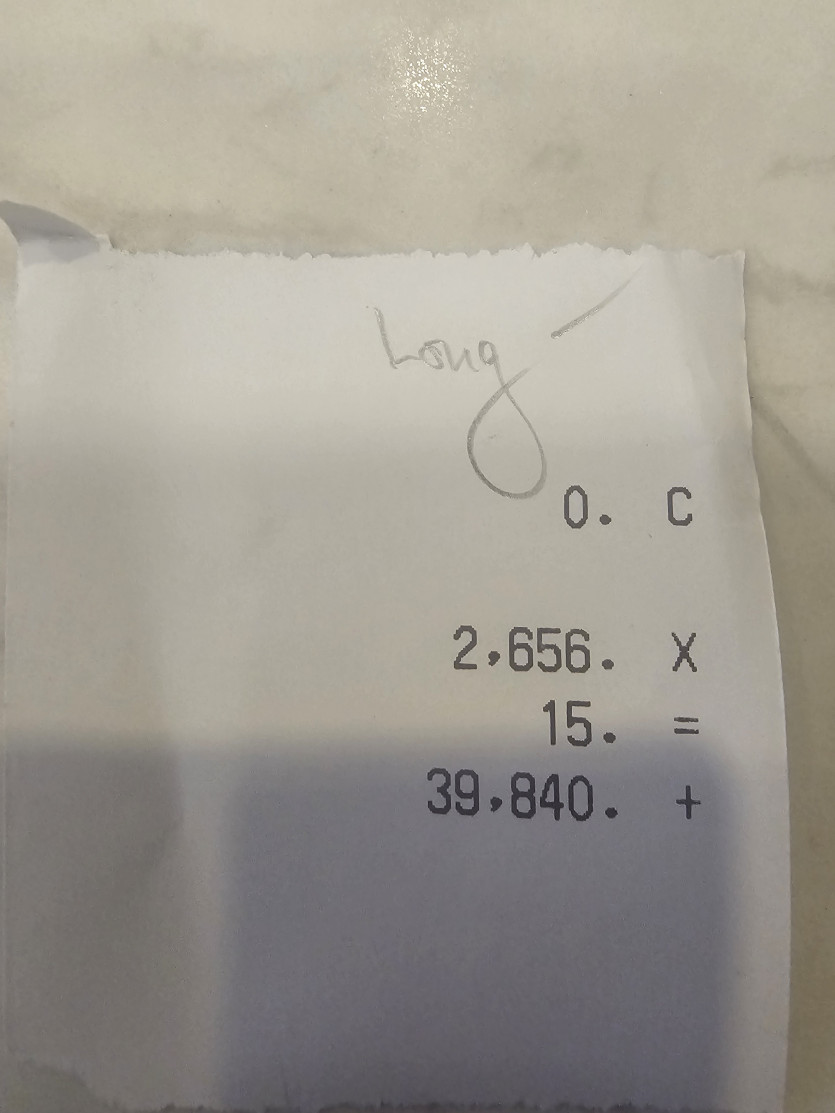 Long
0. C
2,656. X
15. =
39,840. +